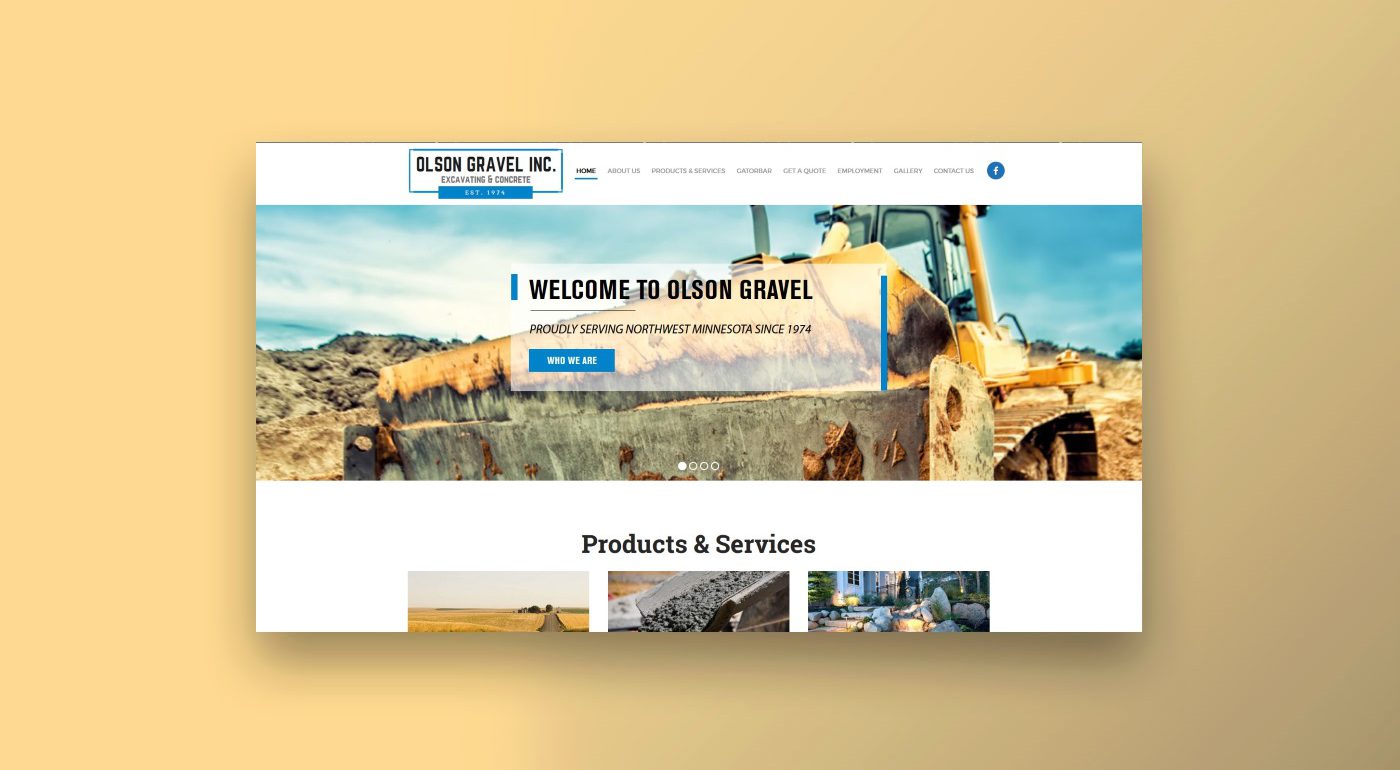 OLSON GRAVEL INC.
EXCAVATING & CONCRETE
EST. 1974
HOME ABOUT US PRODUCTS & SERVICES GATORBAR GET A QUOTE EMPLOYMENT GALLERY CONTACT US f
WELCOME TO OLSON GRAVEL
PROUDLY SERVING NORTHWEST MINNESOTA SINCE 1974
WHO WE ARE
Products & Services